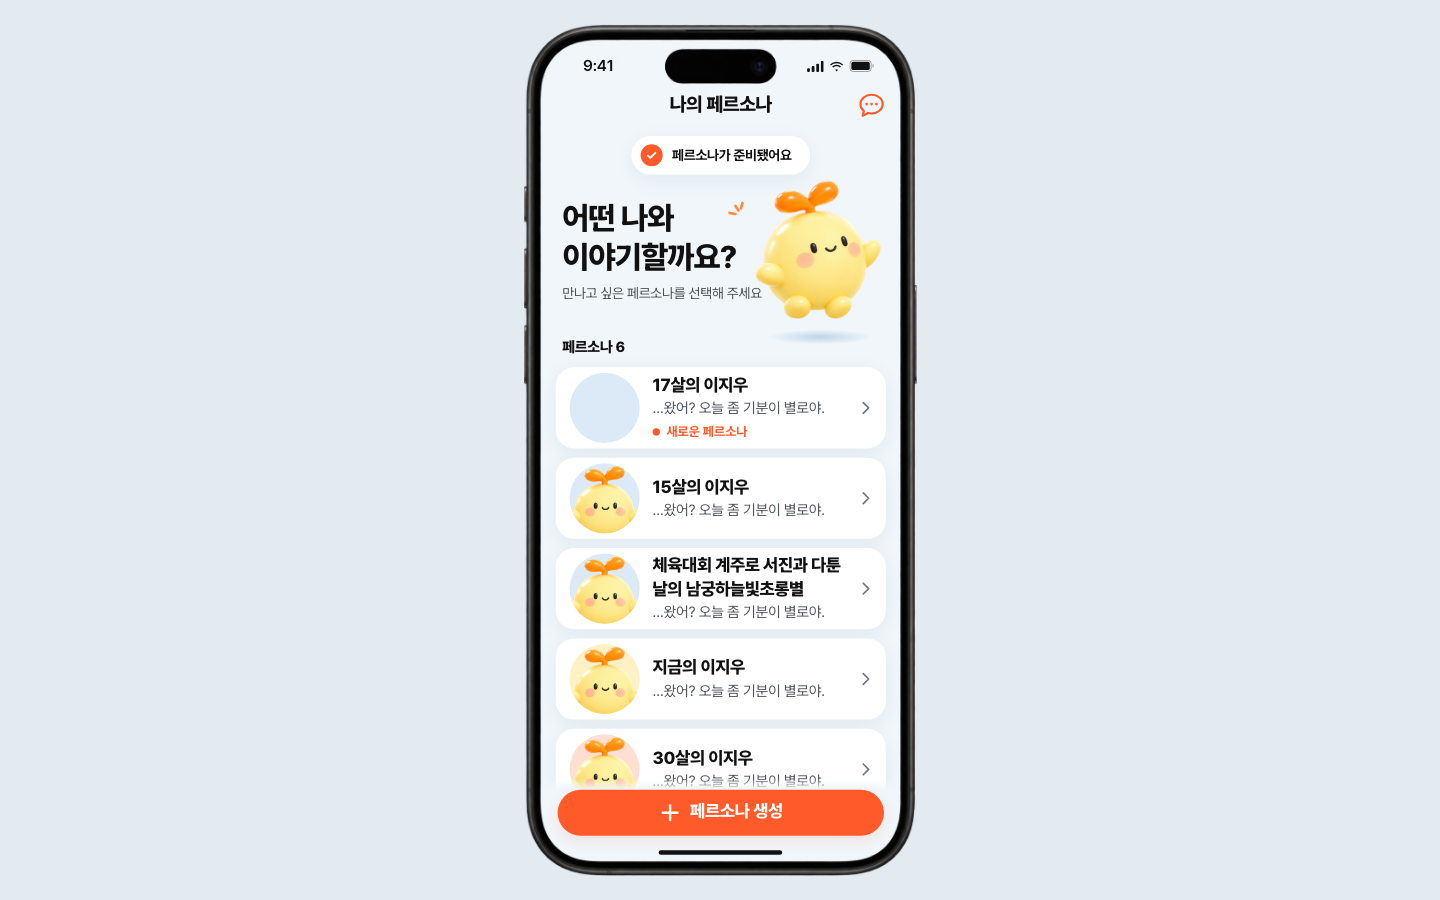 9:41
나의 페르소나
페르소나가 준비됐어요
어떤 나와
이야기할까요?
만나고 싶은 페르소나를 선택해 주세요
페르소나 6
17살의 이지우
...왔어? 오늘 좀 기분이 별로야.
새로운 페르소나
15살의 이지우
...왔어? 오늘 좀 기분이 별로야.
체육대회 계주로 서진과 다툰
날의 남궁하늘빛초롱별
...왔어? 오늘 좀 기분이 별로야.
지금의 이지우
...왔어? 오늘 좀 기분이 별로야.
30살의 이지우
...왔어? 오늘 좀 기분이 별로야.
페르소나 생성